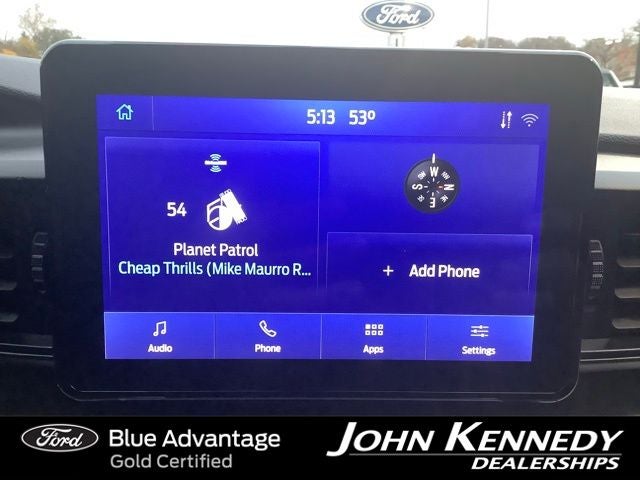 Ford
5:13 53°
54
Planet Patrol
Cheap Thrills (Mike Maurro R...
W
S N
E
+ Add Phone
Audio Phone Apps Settings
Ford Blue Advantage
Gold Certified
JOHN KENNEDY
DEALERSHIPS